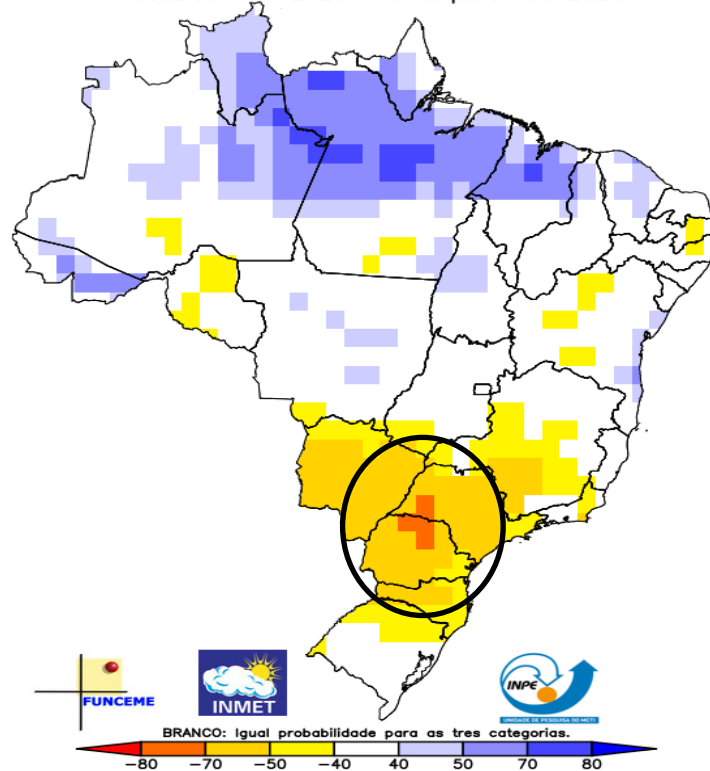 FUNCEME
INMET
INPE
UNIDADE DE PESQUISA DO MCTI
BRANCO: Igual probabilidade para as tres categorias.
−80 −70 −50 −40 40 50 70 80